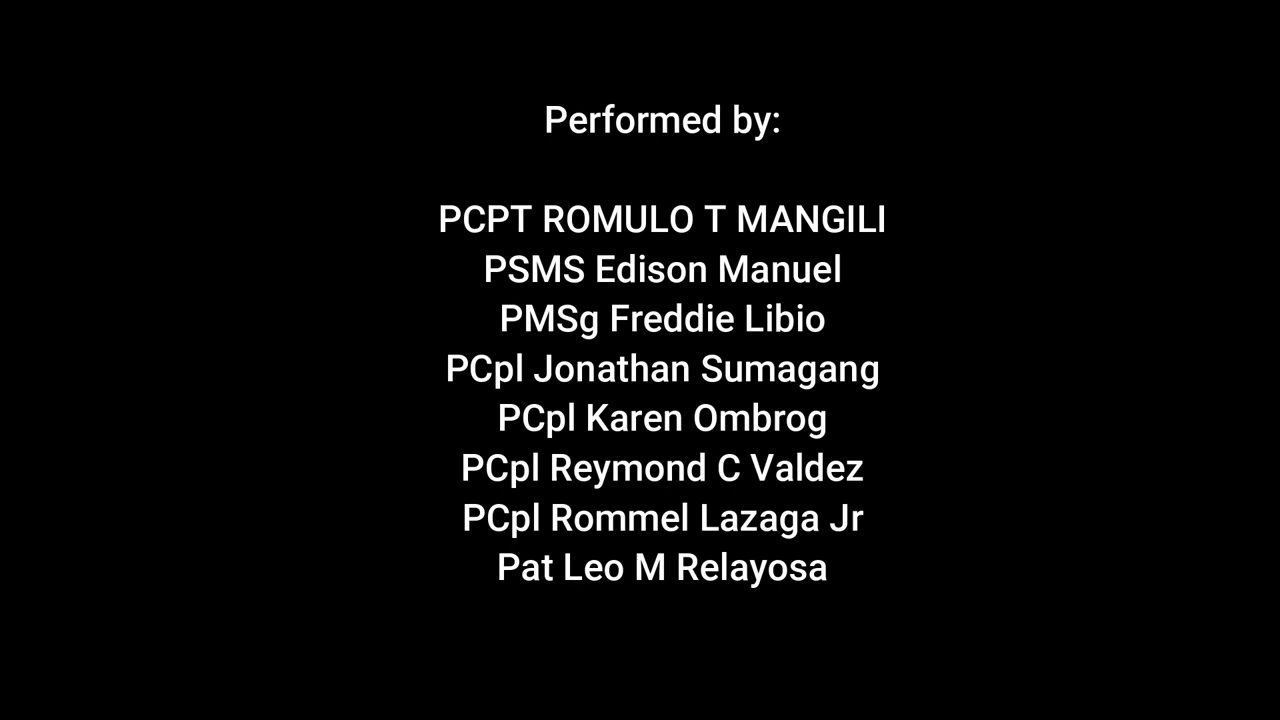 Performed by:
PCPT ROMULO T MANGILI
PSMS Edison Manuel
PMSg Freddie Libio
PCpl Jonathan Sumagang
PCpl Karen Ombrog
PCpl Reymond C Valdez
PCpl Rommel Lazaga Jr
Pat Leo M Relayosa